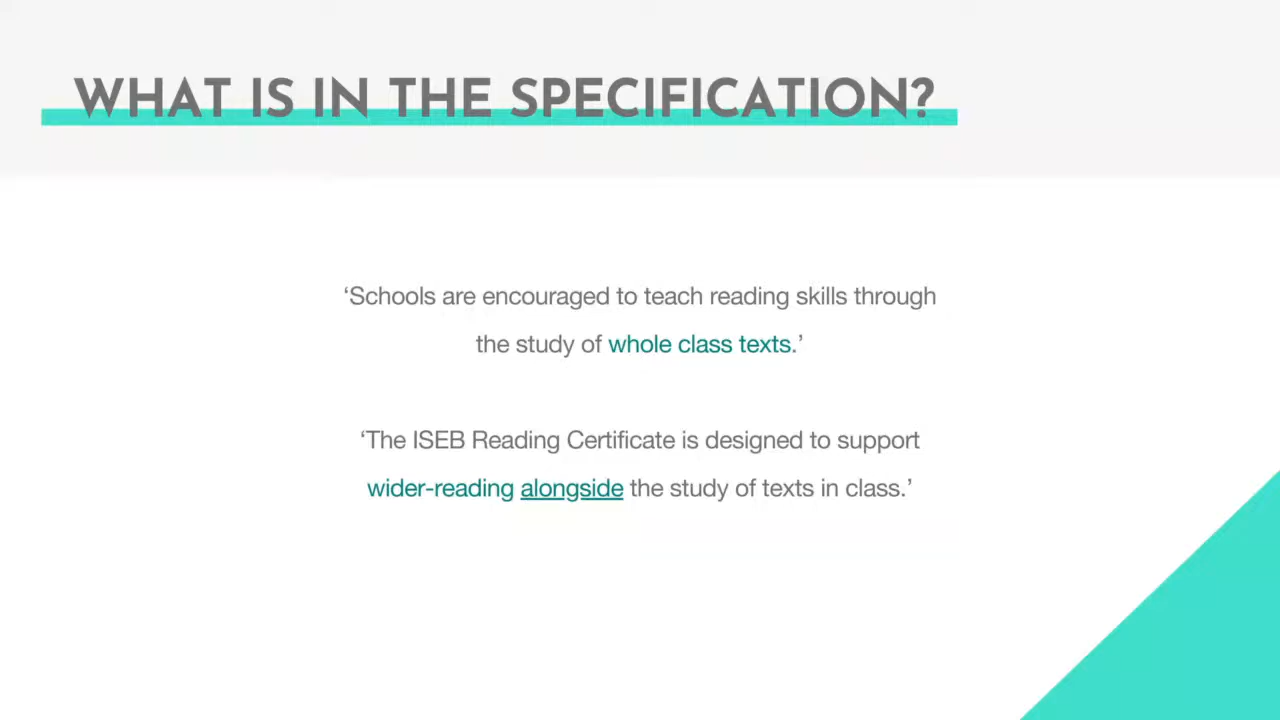 WHAT IS IN THE SPECIFICATION?
‘Schools are encouraged to teach reading skills through
the study of whole class texts.’
‘The ISEB Reading Certificate is designed to support
wider-reading alongside the study of texts in class.’